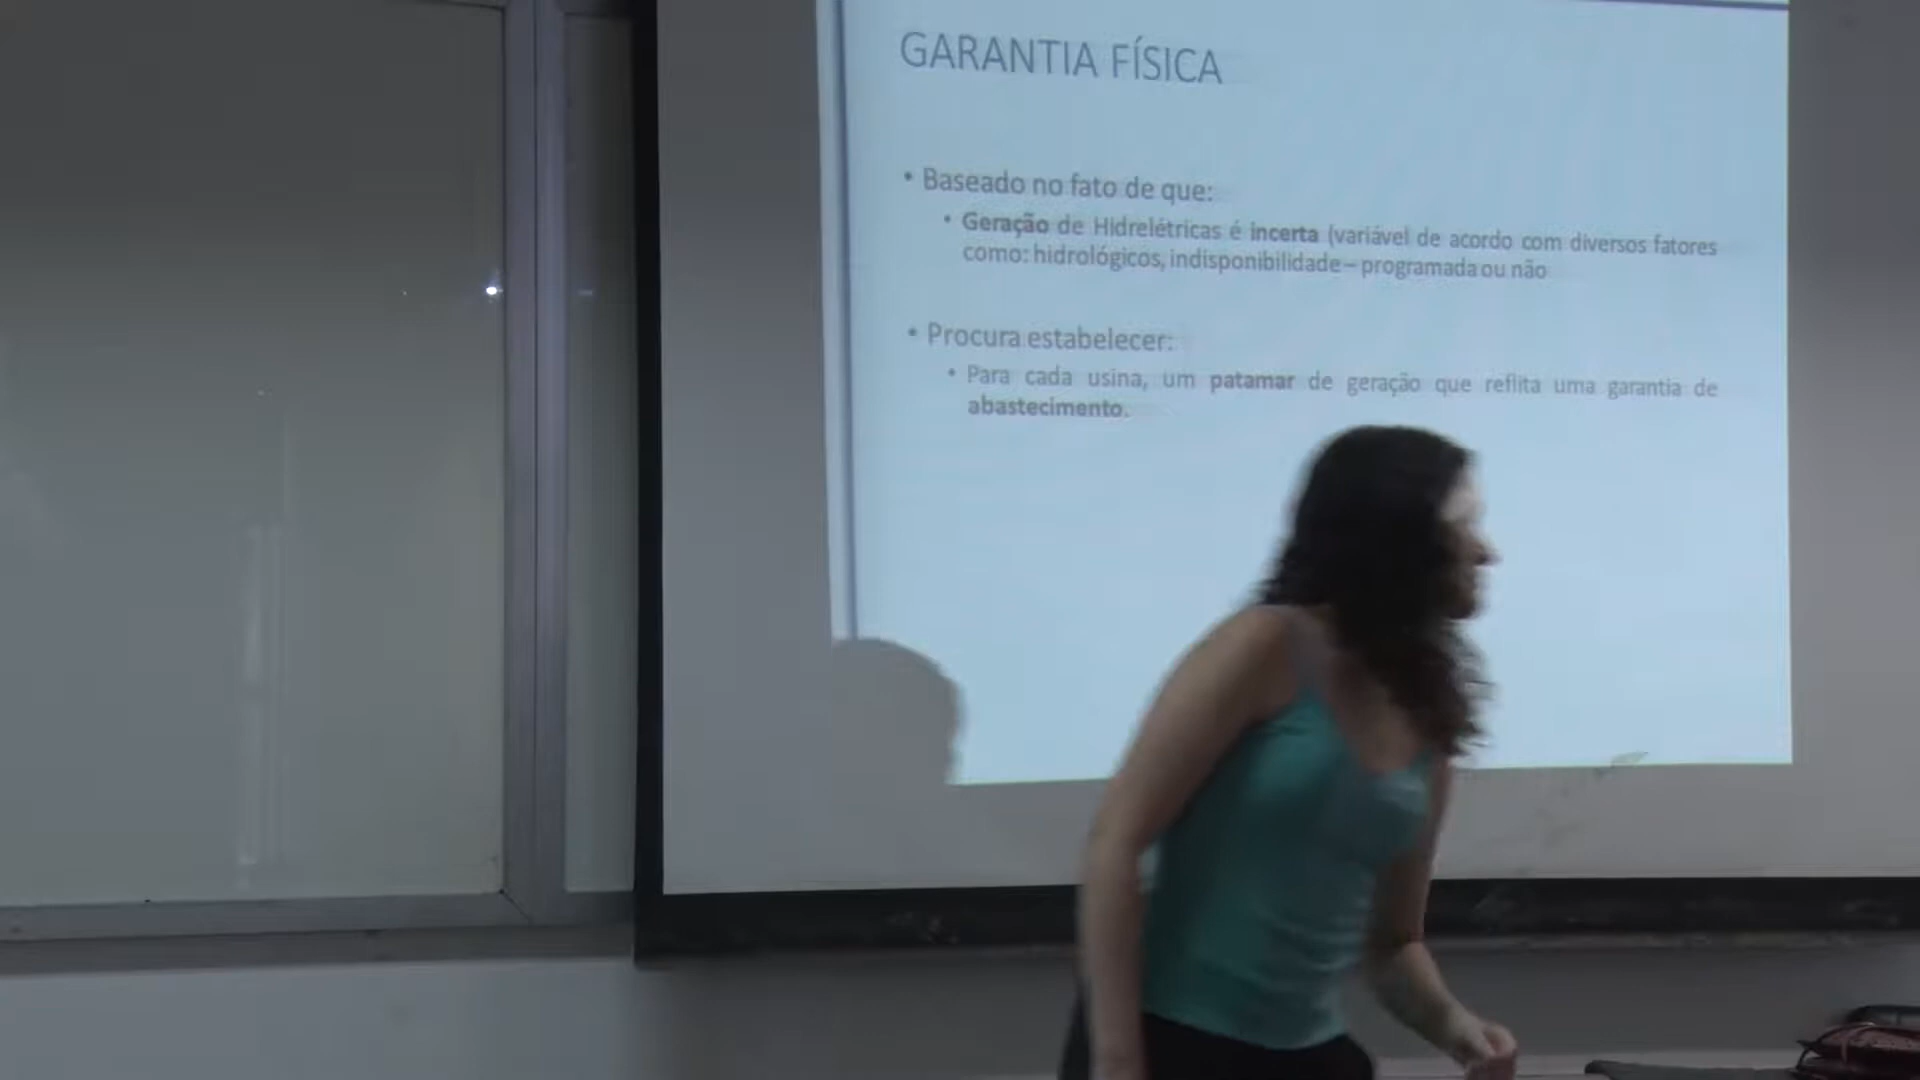 GARANTIA FÍSICA
• Baseado no fato de que:
• Geração de Hidrelétricas é incerta (variável de acordo com diversos fatores
como: hidrológicos, indisponibilidade – programada ou não
• Procura estabelecer:
• Para cada usina, um patamar de geração que reflita uma garantia de
abastecimento.